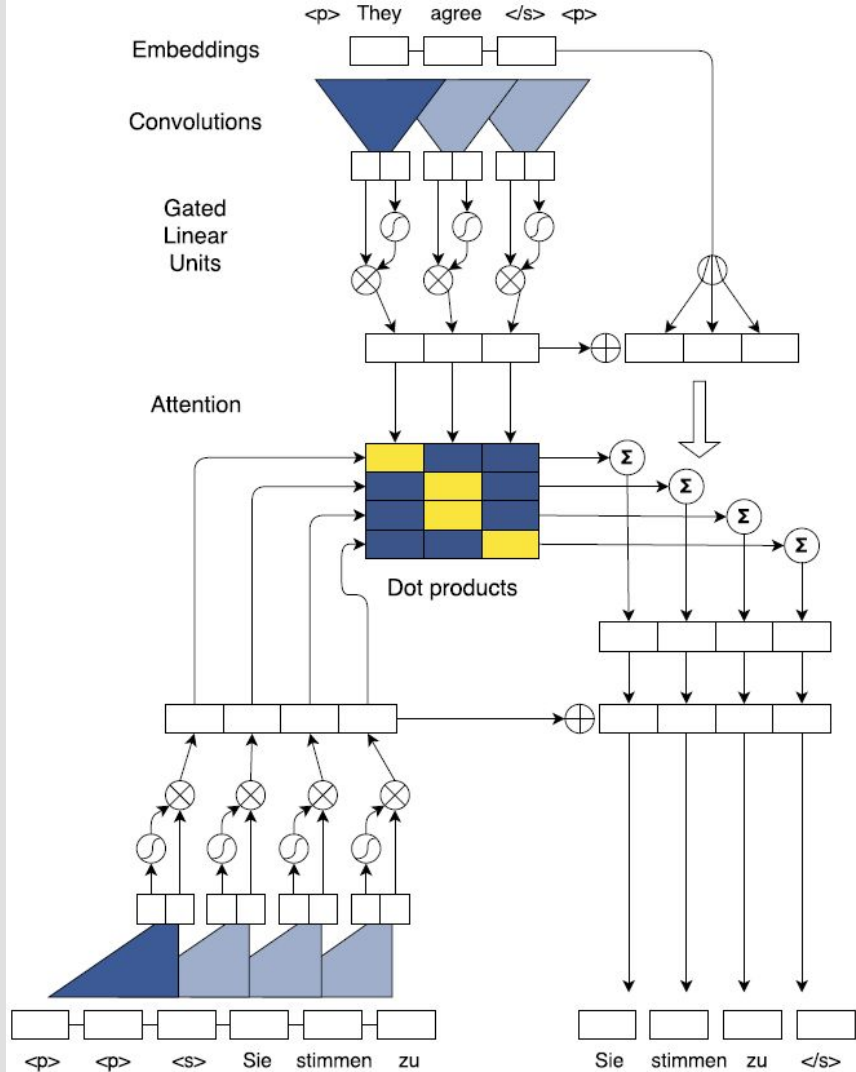 <p> They agree </s> <p>
Embeddings
Convolutions
Gated
Linear
Units
Attention
Σ
Σ
Σ
Σ
Dot products
<p> <p> <s> Sie stimmen zu
Sie stimmen zu </s>